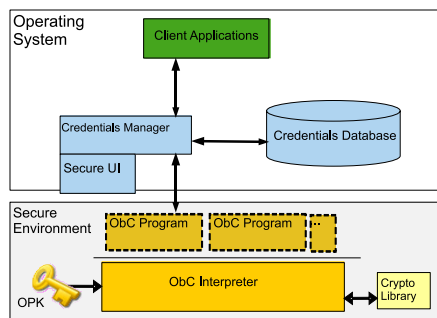 Operating
System
Client Applications
Credentials Manager
Credentials Database
Secure UI
Secure
Environment
ObC Program
ObC Program
..
ObC Interpreter
OPK
Crypto
Library